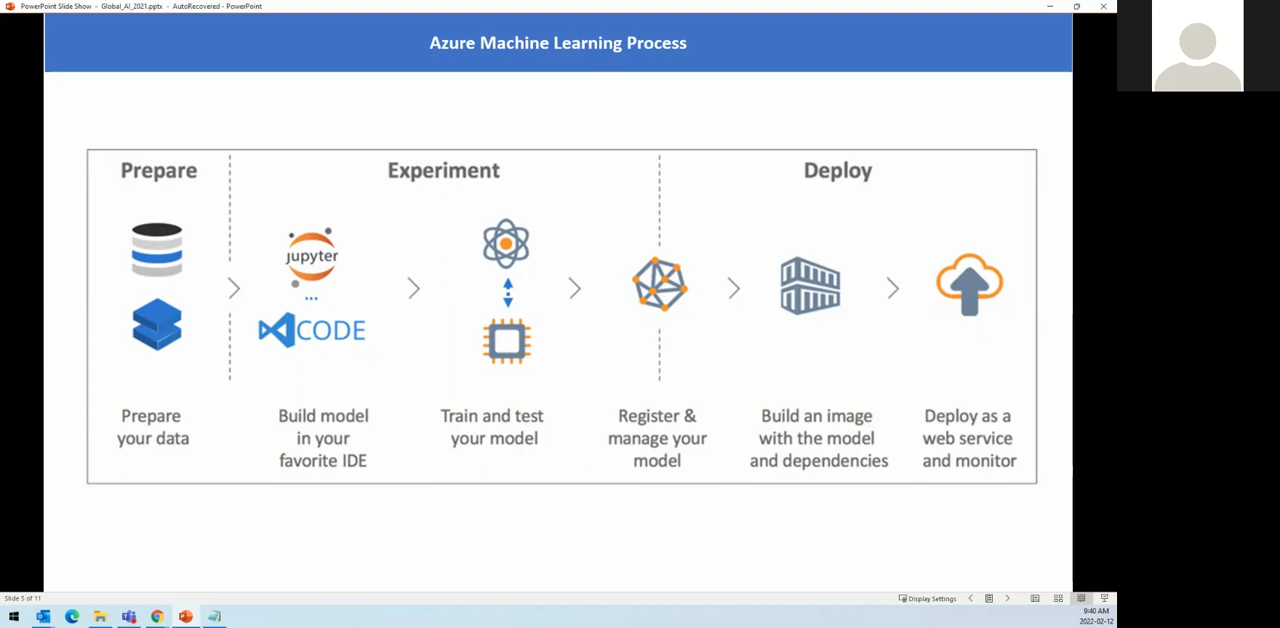 PowerPoint Slide Show - Global_AI_2021.pptx - AutoRecovered - PowerPoint
Azure Machine Learning Process
Prepare
Experiment
Deploy
jupyter
...
CODE
Prepare
your data
Build model
in your
favorite IDE
Train and test
your model
Register &
manage your
model
Build an image
with the model
and dependencies
Deploy as a
web service
and monitor
Slide 5 of 11
Display Settings
9:40 AM
2022-02-12